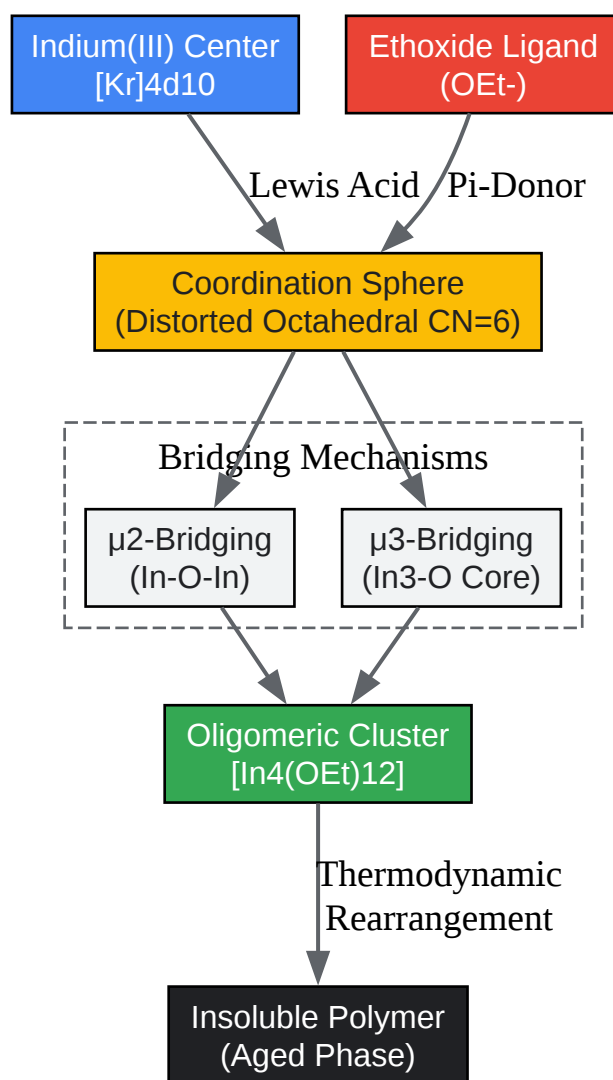 Indium(III) Center
[Kr]4d10
Ethoxide Ligand
(OEt-)
Lewis Acid
Pi-Donor
Coordination Sphere
(Distorted Octahedral CN=6)
Bridging Mechanisms
µ2-Bridging
(In-O-In)
µ3-Bridging
(In3-O Core)
Oligomeric Cluster
[In4(OEt)12]
Thermodynamic
Rearrangement
Insoluble Polymer
(Aged Phase)